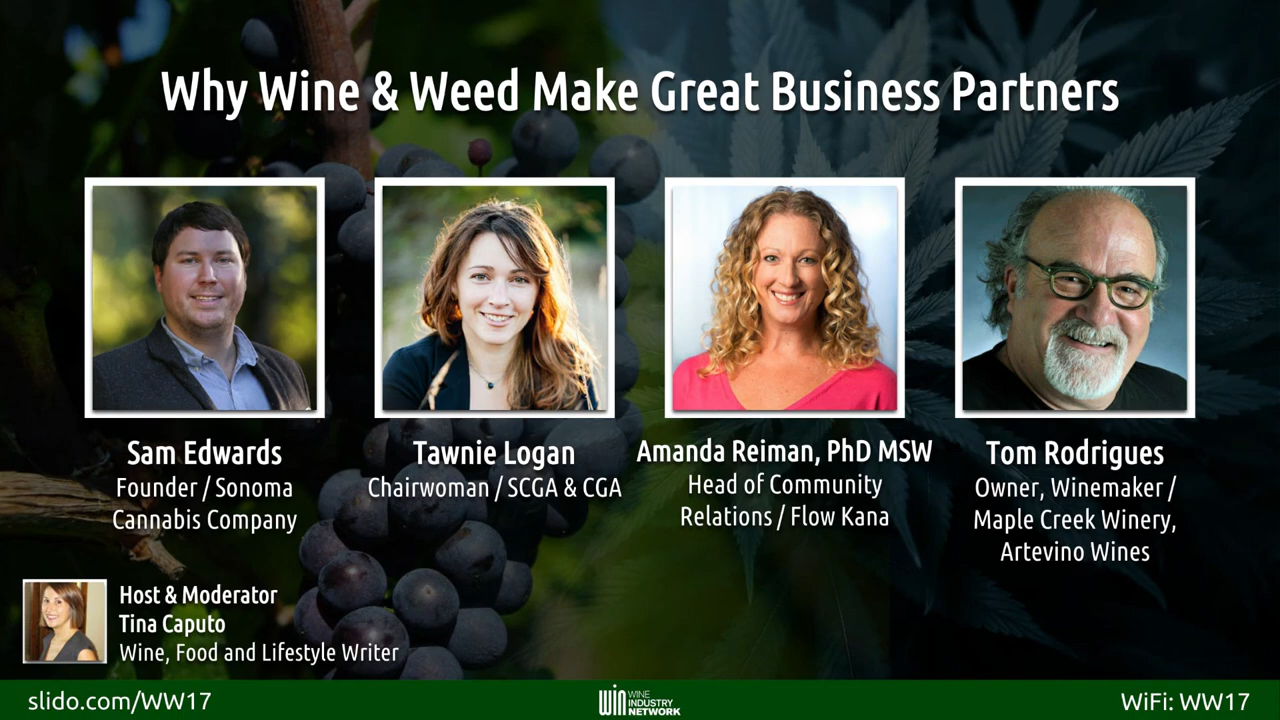 Why Wine & Weed Make Great Business Partners
Sam Edwards
Founder / Sonoma
Cannabis Company
Tawnie Logan
Chairwoman / SCGA & CGA
Amanda Reiman, PhD MSW
Head of Community
Relations / Flow Kana
Tom Rodrigues
Owner, Winemaker /
Maple Creek Winery,
Artevino Wines
Host & Moderator
Tina Caputo
Wine, Food and Lifestyle Writer
slido.com/WW17
win WINE
INDUSTRY
NETWORK
WiFi: WW17